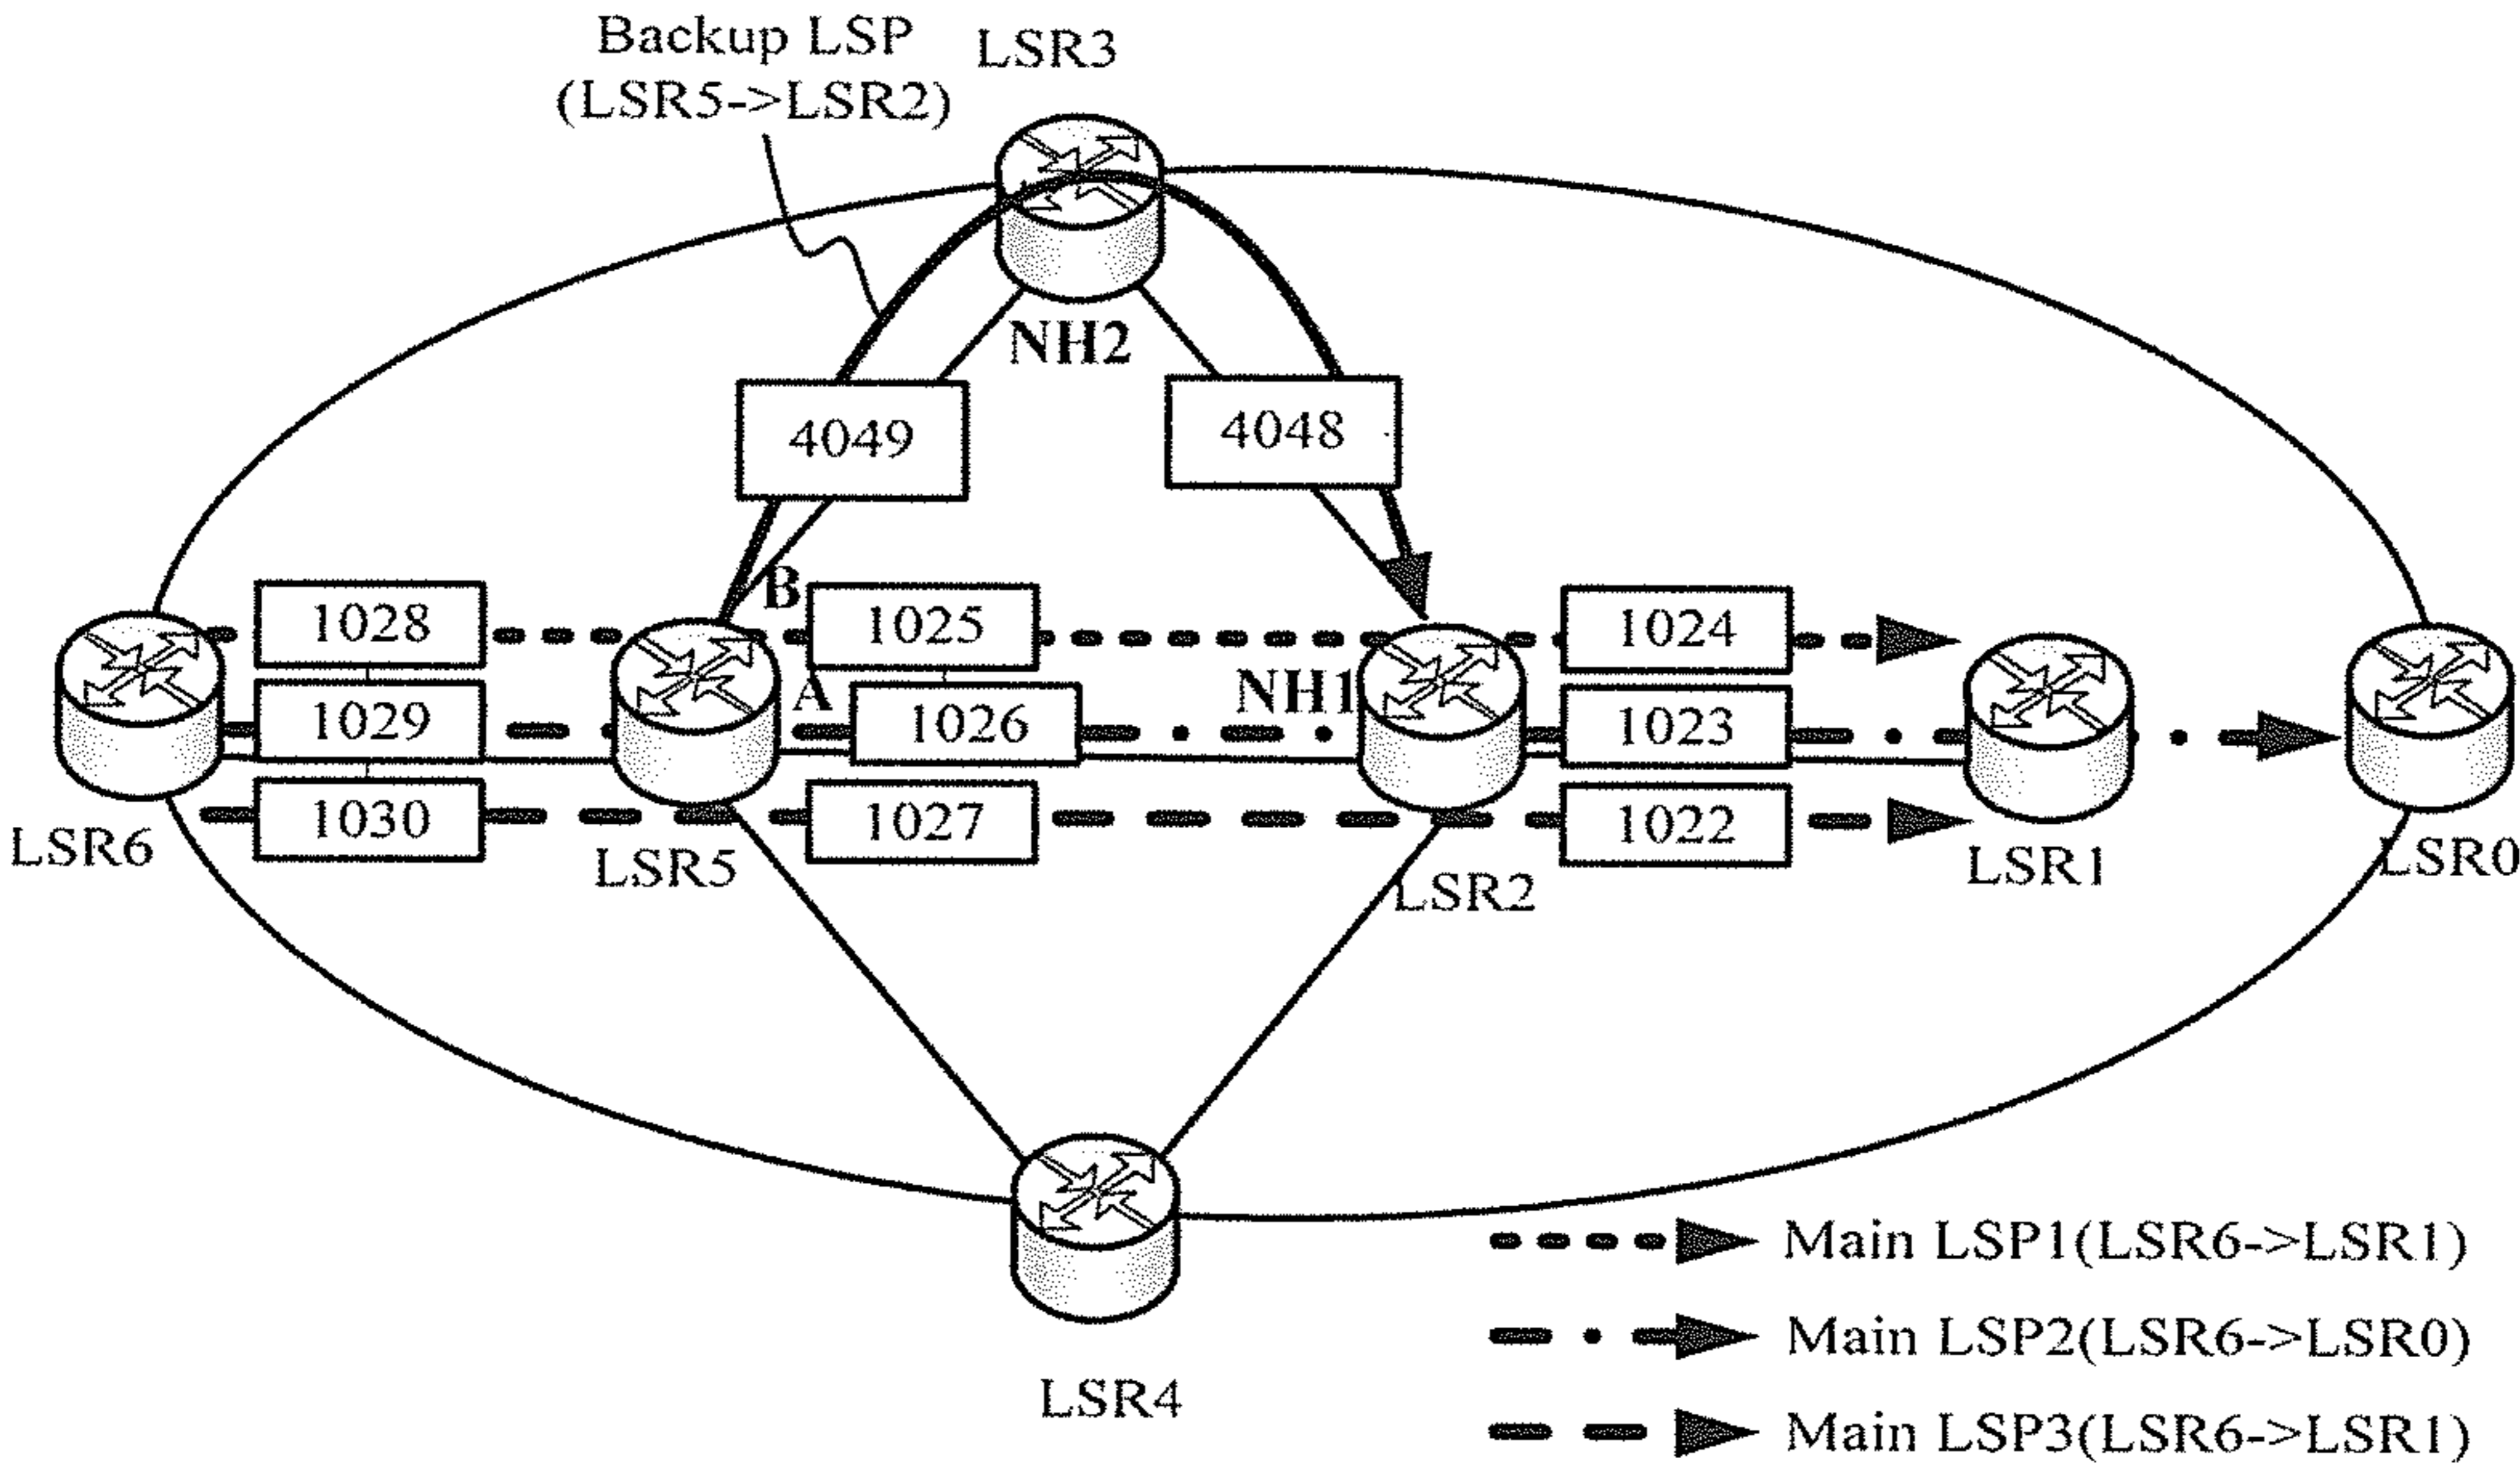 Backup LSP
(LSR5->LSR2)
LSR3
NH2
4049
4048
B
1028
1025
1024
A
NH1
1029
1026
1023
1030
1027
1022
LSR6
LSR5
LSR2
LSR1
LSR0
LSR4
Main LSP1(LSR6->LSR1)
Main LSP2(LSR6->LSR0)
Main LSP3(LSR6->LSR1)